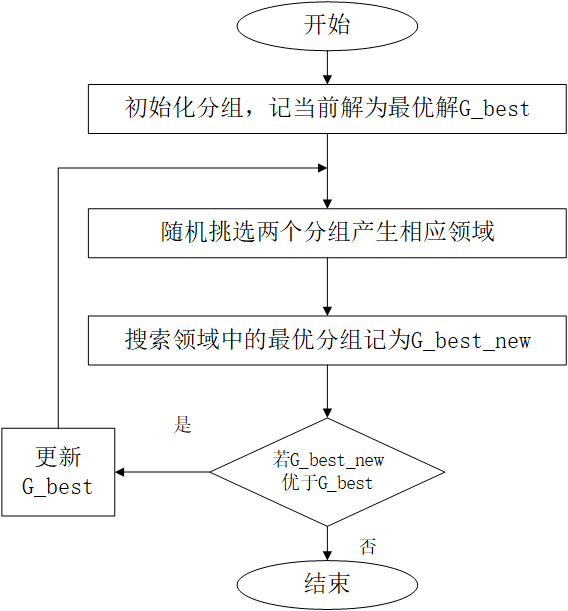 开始
初始化分组，记当前解为最优解G_best
随机挑选两个分组产生相应领域
搜索领域中的最优分组记为G_best_new
是
更新
G_best
若G_best_new
优于G_best
否
结束